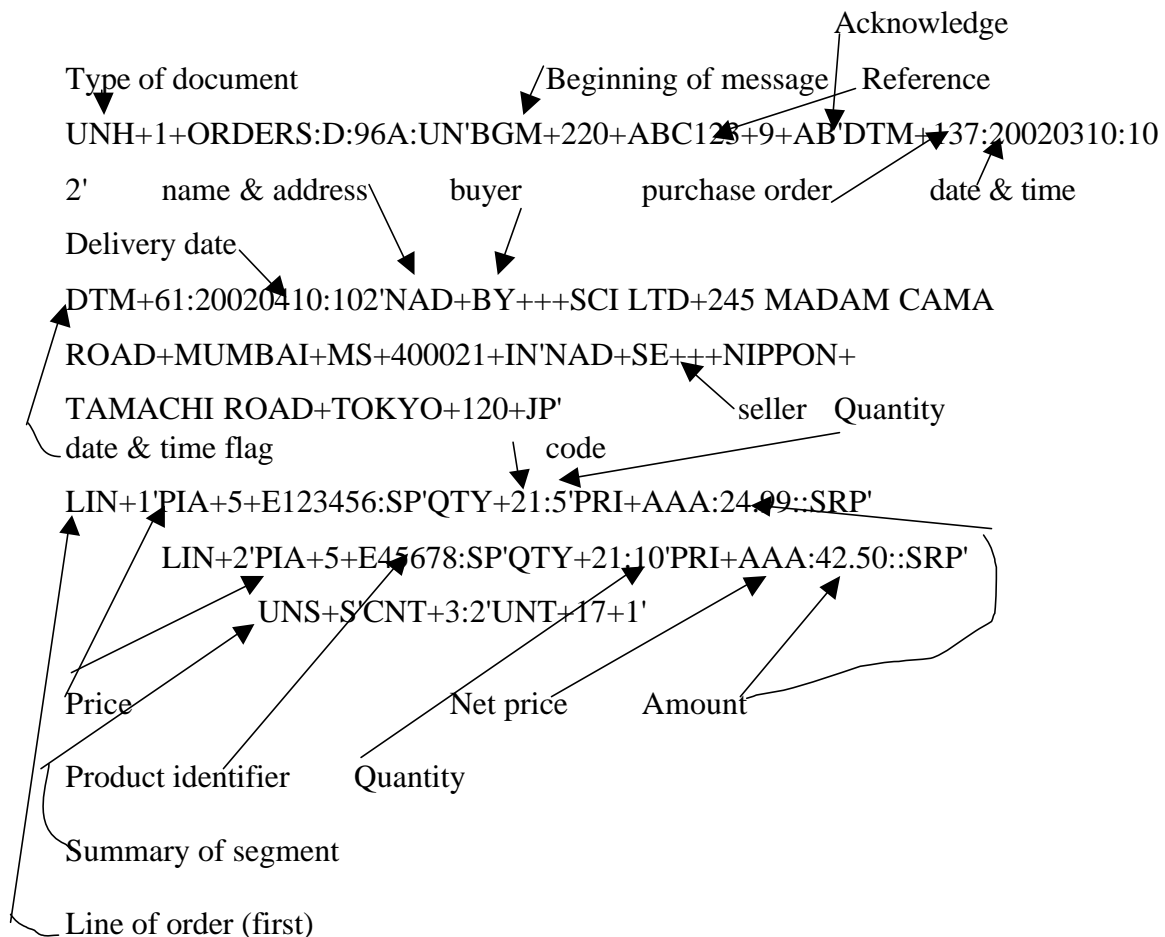 Acknowledge
Type of document Beginning of message Reference
UNH+1+ORDERS:D:96A:UN'BGM+220+ABC123+9+AB'DTM+137:20020310:10
2' name & address buyer purchase order date & time
Delivery date
DTM+61:20020410:102'NAD+BY+++SCI LTD+245 MADAM CAMA
ROAD+MUMBAI+MS+400021+IN'NAD+SE+++NIPPON+
TAMACHI ROAD+TOKYO+120+JP' seller Quantity
date & time flag code
LIN+1'PIA+5+E123456:SP'QTY+21:5'PRI+AAA:24.99::SRP'
LIN+2'PIA+5+E45678:SP'QTY+21:10'PRI+AAA:42.50::SRP'
UNS+S'CNT+3:2'UNT+17+1'
Price Net price Amount
Product identifier Quantity
Summary of segment
Line of order (first)